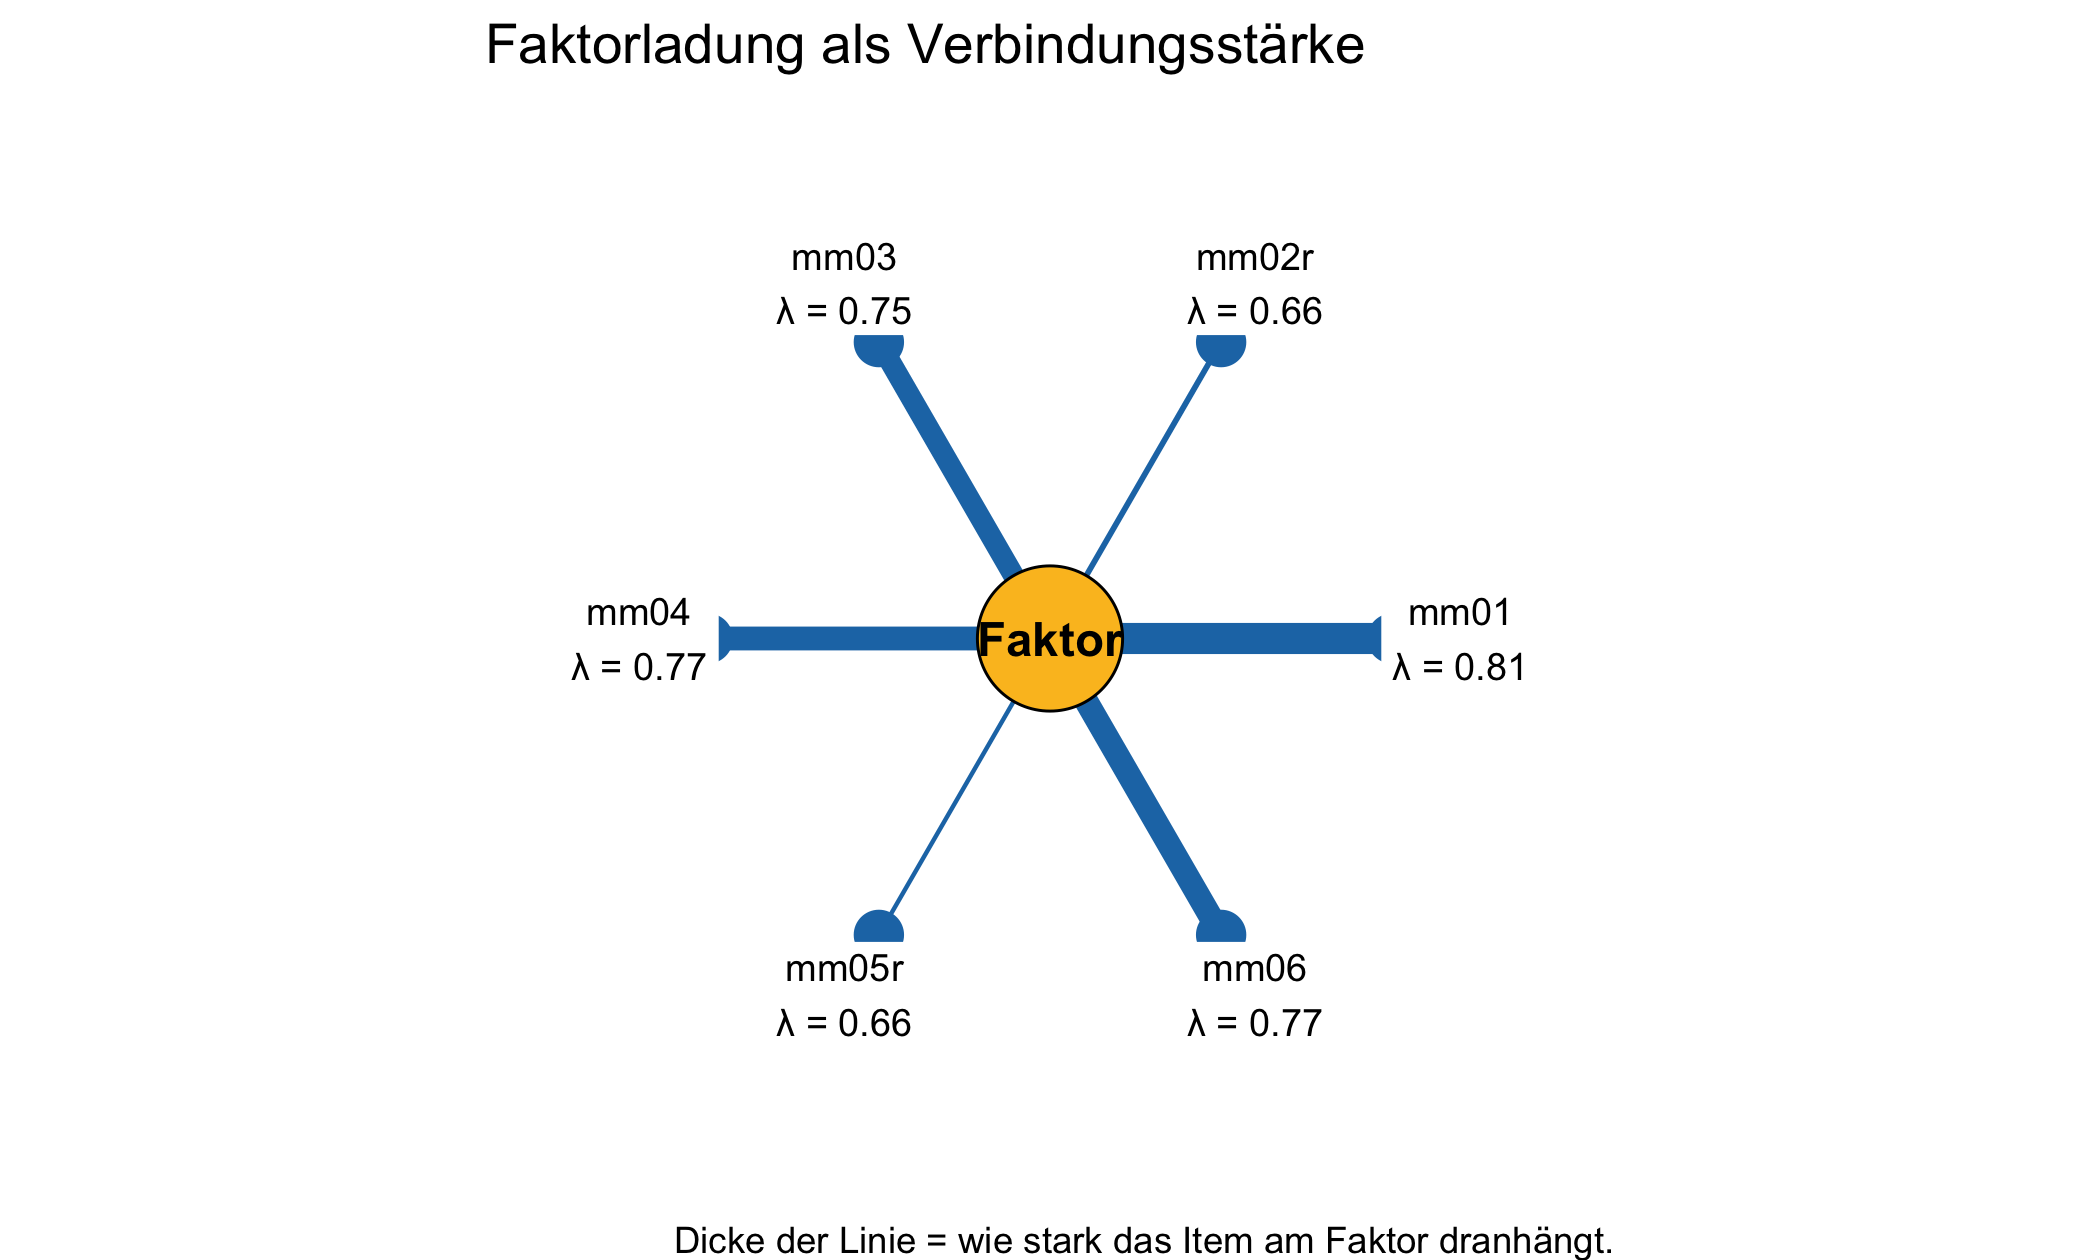 Faktorladung als Verbindungsstärke
mm03
λ = 0.75
mm02r
λ = 0.66
mm04
λ = 0.77
Faktor
mm01
λ = 0.81
mm05r
λ = 0.66
mm06
λ = 0.77
Dicke der Linie = wie stark das Item am Faktor dranhängt.